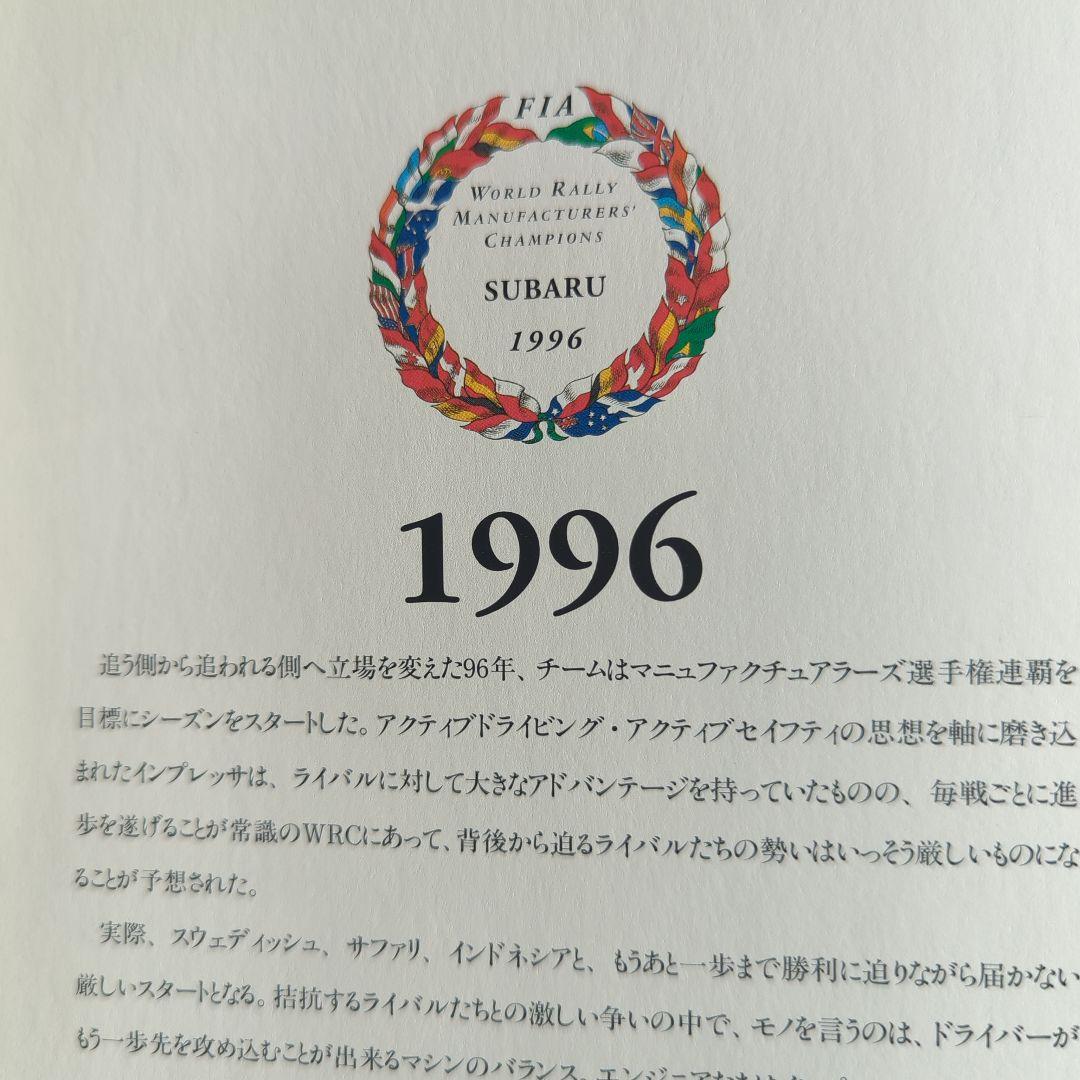 FIA
WORLD RALLY
MANUFACTURERS'
CHAMPIONS
SUBARU
1996
1996
追う側から追われる側へ立場を変えた96年、チームはマニュファクチュアラーズ選手権連覇を
目標にシーズンをスタートした。アクティブドライビング・アクティブセイフティの思想を軸に磨き込
まれたインプレッサは、ライバルに対して大きなアドバンテージを持っていたものの、毎戦ごとに進
歩を遂げることが常識のWRCにあって、背後から迫るライバルたちの勢いはいっそう厳しいものにな
ることが予想された。
実際、スウェディッシュ、サファリ、インドネシアと、もうあと一歩まで勝利に迫りながら届かない
厳しいスタートとなる。拮抗するライバルたちとの激しい争いの中で、モノを言うのは、ドライバーが
もう一歩先を攻め込むことが出来るマシンのバランス。エンジニアたちは